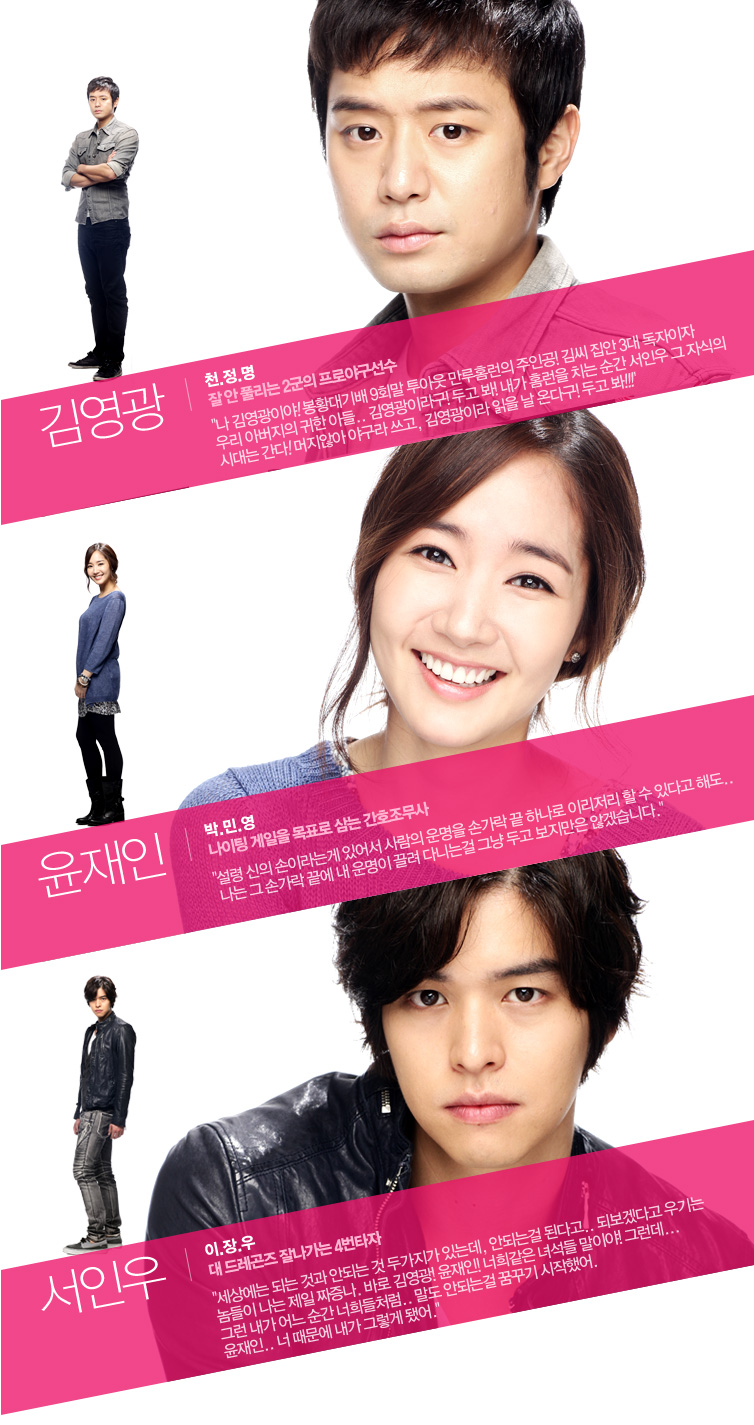 김영광
천.정.명
잘 안 풀리는 2군의 프로야구선수
"나 김영광이야! 봉황대기배 9회말 투아웃 만루홈런의 주인공! 김씨 집안 3대 독자이자
우리 아버지의 귀한 아들.. 김영광이라구! 두고 봐! 내가 홈런을 치는 순간 서인우 그 자식의
시대는 간다! 머지않아 야구라 쓰고, 김영광이라 읽을 날 온다구! 두고 봐!!!"
윤재인
박.민.영
나이팅 게일을 목표로 삼는 간호조무사
"설령 신의 손이라는게 있어서 사람의 운명을 손가락 끝 하나로 이리저리 할 수 있다고 해도..
나는 그 손가락 끝에 내 운명이 끌려 다니는걸 그냥 두고 보지만은 않겠습니다."
서인우
이.장.우
대 드레곤즈 잘나가는 4번타자
"세상에는 되는 것과 안되는 것 두가지가 있는데, 안되는걸 된다고.. 되보겠다고 우기는
놈들이 나는 제일 짜증나. 바로 김영광! 윤재인! 너희같은 녀석들 말이야! 그런데...
그런 내가 어느 순간 너희들처럼.. 말도 안되는걸 꿈꾸기 시작했어.
윤재인.. 너 때문에 내가 그렇게 됐어."